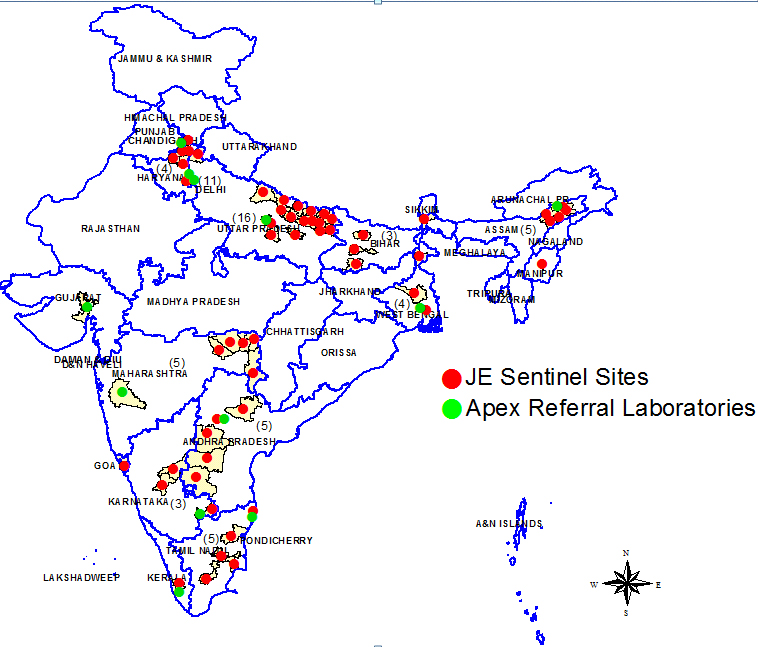 JAMMU & KASHMIR
HIMACHAL PRADESH
PUNJAB
CHANDIGARH
UTTARAKHAND
(4)
HARYANA
(11)
DELHI
ARUNACHAL PR.
SIKKIM
(16)
UTTAR PRADESH
RAJASTHAN
ASSAM (5)
NAGALAND
(3)
BIHAR
MEGHALAYA
MANIPUR
JHARKHAND
TRIPURA
MIZORAM
GUJARAT
MADHYA PRADESH
(4)
WEST BENGAL
CHHATTISGARH
ORISSA
DAMAN & DIU
D&N HAVELI
(5)
MAHARASHTRA
JE Sentinel Sites
Apex Referral Laboratories
(5)
ANDHRA PRADESH
GOA
KARNATAKA (3)
A&N ISLANDS
(5)
PONDICHERRY
TAMIL NADU
LAKSHADWEEP
KERALA
N
W
E
S